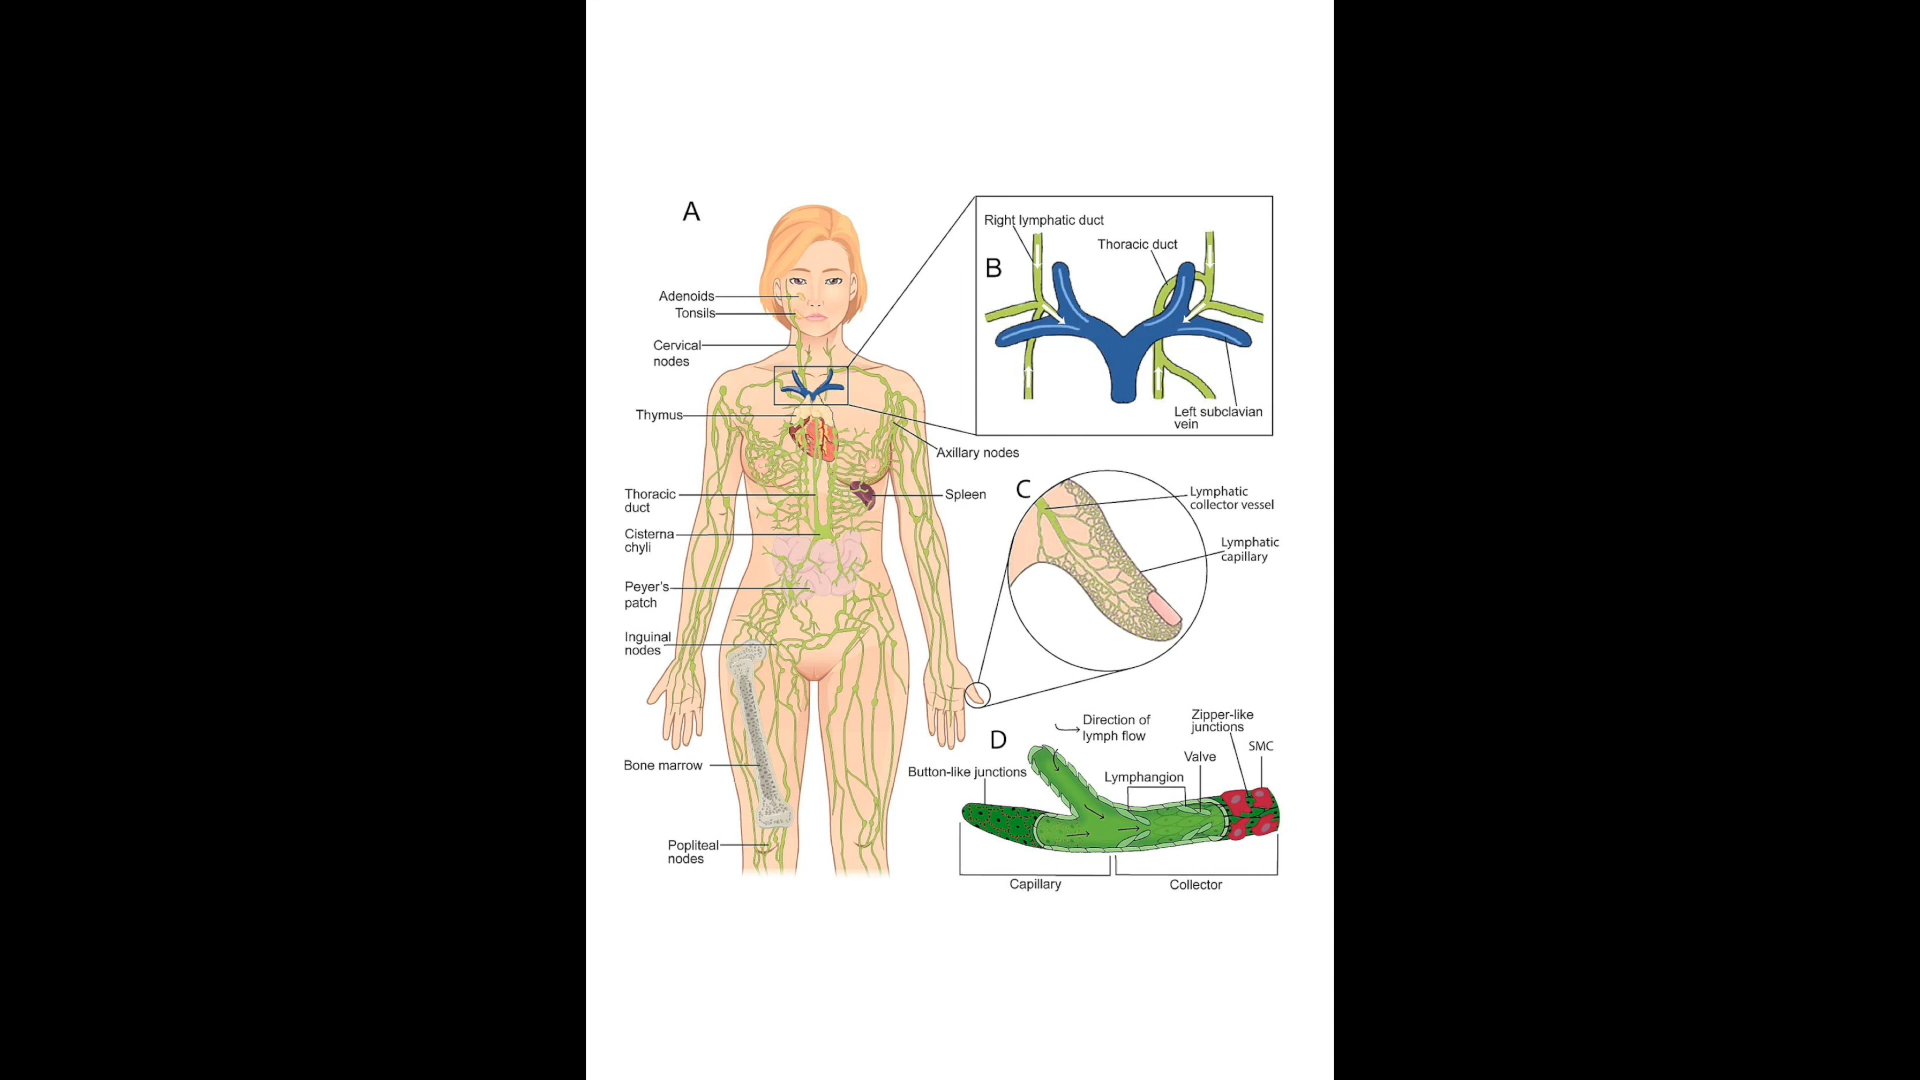 A
Adenoids
Tonsils
Cervical
nodes
Thymus
Thoracic
duct
Cisterna
chyli
Peyer's
patch
Inguinal
nodes
Bone marrow
Popliteal
nodes
Axillary nodes
Spleen
B
Right lymphatic duct
Thoracic duct
Left subclavian
vein
C
Lymphatic
collector vessel
Lymphatic
capillary
D
Direction of
lymph flow
Zipper-like
junctions
SMC
Valve
Button-like junctions
Lymphangion
Capillary
Collector